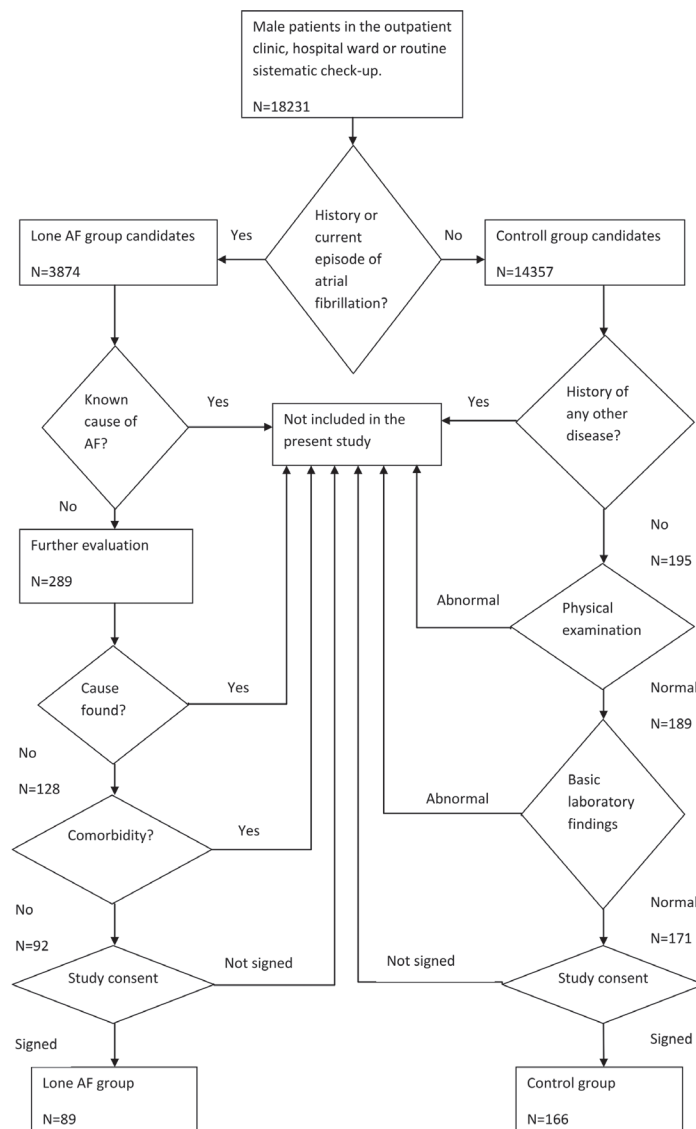 Male patients in the outpatient
clinic, hospital ward or routine
sistematic check-up.
N=18231
History or
current
episode of
atrial
fibrillation?
Yes
No
Lone AF group candidates
N=3874
Controll group candidates
N=14357
Known
cause of
AF?
Yes
Not included in the
present study
Yes
History of
any other
disease?
No
Further evaluation
N=289
No
N=195
Abnormal
Physical
examination
Cause
found?
Yes
Normal
N=189
No
N=128
Abnormal
Basic
laboratory
findings
Comorbidity?
Yes
No
N=92
Normal
N=171
Study consent
Not signed
Not signed
Study consent
Signed
Signed
Lone AF group
N=89
Control group
N=166